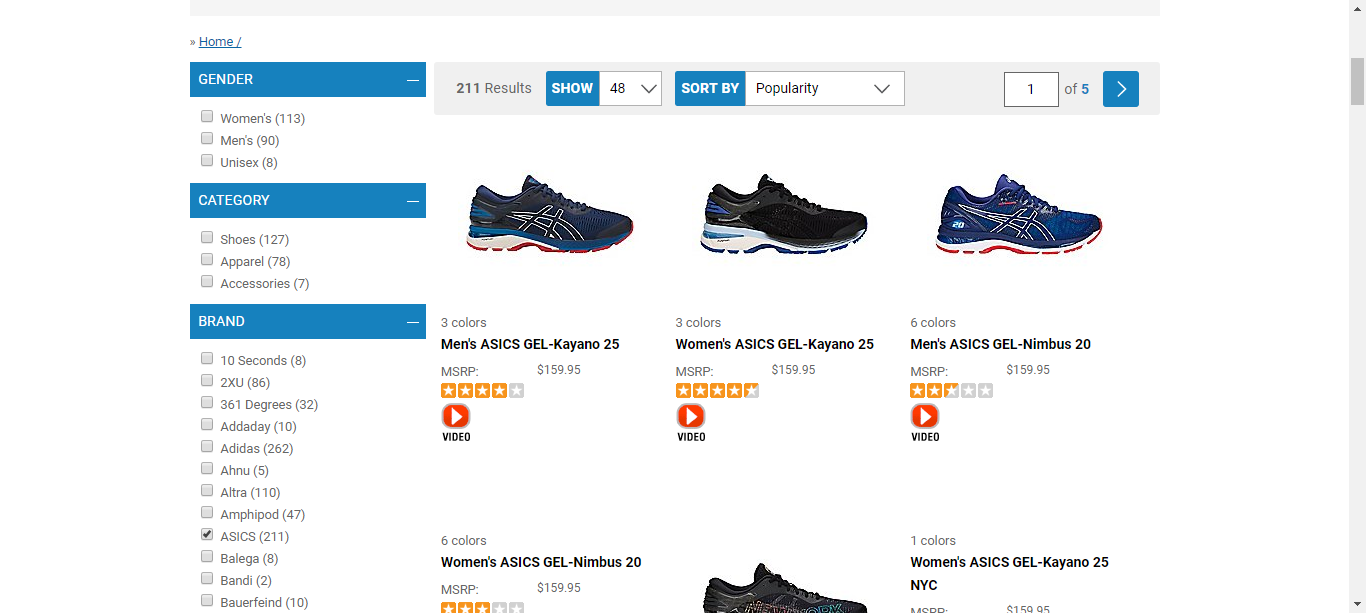 » Home /
GENDER
Women's (113)
Men's (90)
Unisex (8)
CATEGORY
Shoes (127)
Apparel (78)
Accessories (7)
BRAND
10 Seconds (8)
2XU (86)
361 Degrees (32)
Addaday (10)
Adidas (262)
Ahnu (5)
Altra (110)
Amphipod (47)
ASICS (211)
Balega (8)
Bandi (2)
Bauerfeind (10)
211 Results SHOW 48 SORT BY Popularity 1 of 5
3 colors
Men's ASICS GEL-Kayano 25
MSRP: $159.95
VIDEO
3 colors
Women's ASICS GEL-Kayano 25
MSRP: $159.95
VIDEO
20
6 colors
Men's ASICS GEL-Nimbus 20
MSRP: $159.95
VIDEO
6 colors
Women's ASICS GEL-Nimbus 20
MSRP: $159.95
1 colors
Women's ASICS GEL-Kayano 25
NYC
MSRP: $159.95